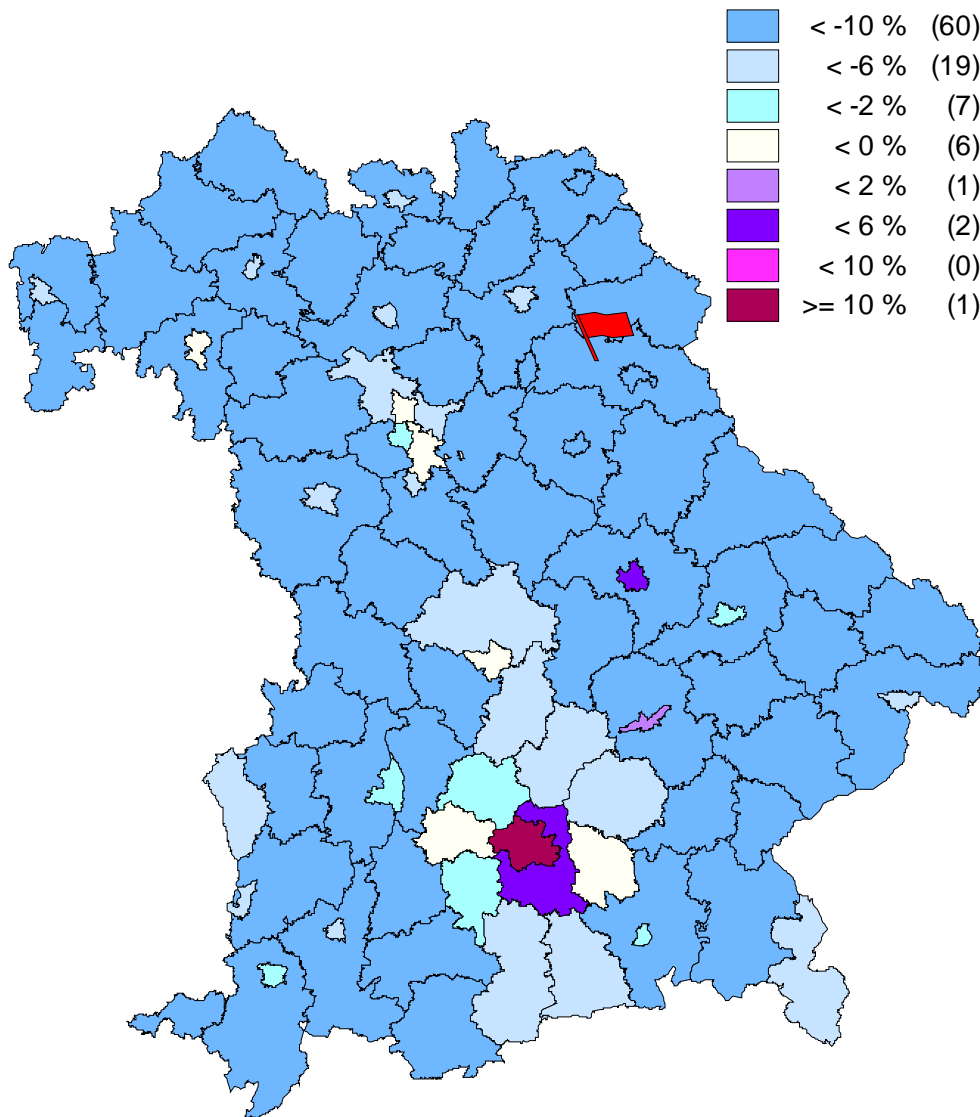 < -10 % (60)
< -6 % (19)
< -2 % (7)
< 0 % (6)
< 2 % (1)
< 6 % (2)
< 10 % (0)
>= 10 % (1)